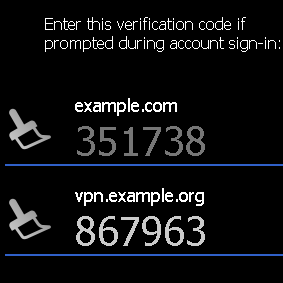 Enter this verification code if
prompted during account sign-in:
example.com
351738
vpn.example.org
867963